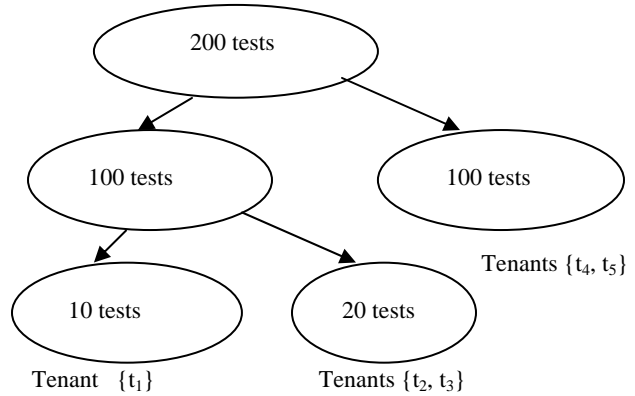 200 tests
100 tests
100 tests
Tenants {t₄, t₅}
10 tests
20 tests
Tenant {t₁}
Tenants {t₂, t₃}